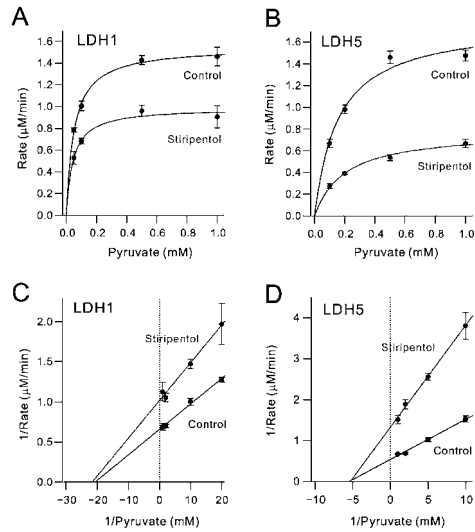 A
LDH1
Rate (µM/min)
1.6
1.4
1.2
1.0
0.8
0.6
0.4
0.2
0.0
Control
Stiripentol
0.0 0.2 0.4 0.6 0.8 1.0
Pyruvate (mM)
B
LDH5
Rate (µM/min)
1.6
1.4
1.2
1.0
0.8
0.6
0.4
0.2
0.0
Control
Stiripentol
0.0 0.2 0.4 0.6 0.8 1.0
Pyruvate (mM)
C
LDH1
1/Rate (µM/min)
2.0
1.5
1.0
0.5
0.0
Stiripentol
Control
-30 -20 -10 0 10 20
1/Pyruvate (mM)
D
LDH5
1/Rate (µM/min)
4
3
2
1
0
Stiripentol
Control
-10 -5 0 5 10
1/Pyruvate (mM)